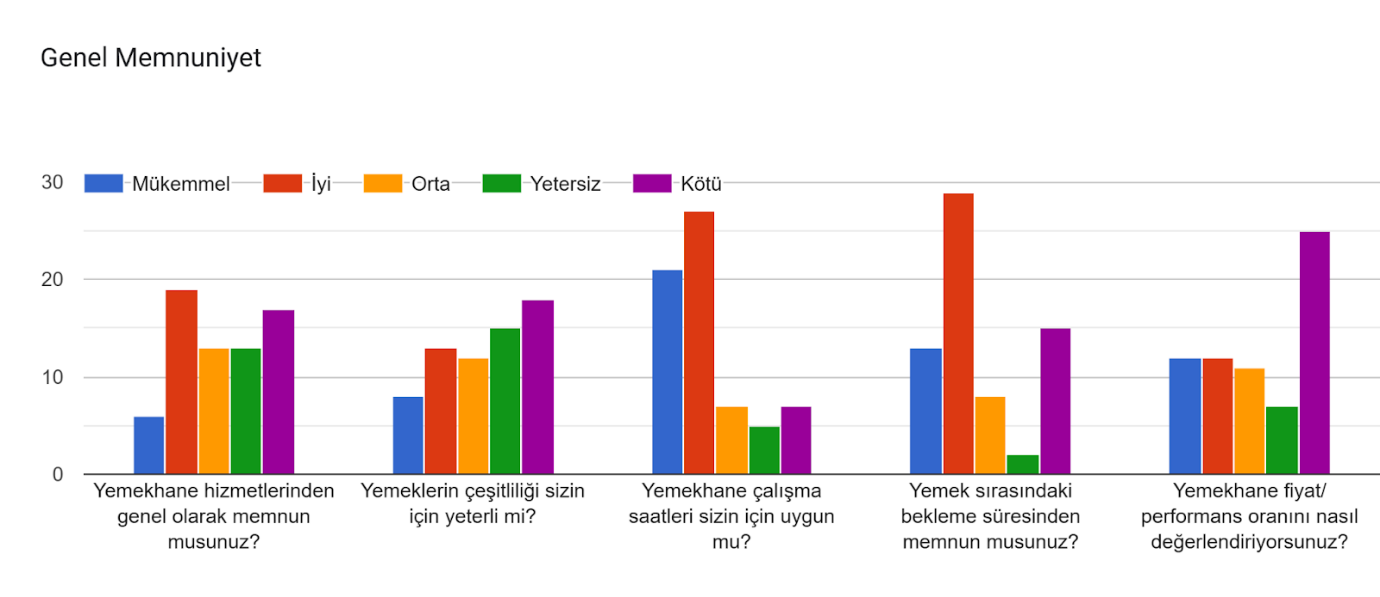 Genel Memnuniyet
30 Mükemmel İyi Orta Yetersiz Kötü
20
10
0
Yemekhane hizmetlerinden
genel olarak memnun
musunuz?
Yemeklerin çeşitliliği sizin
için yeterli mi?
Yemekhane çalışma
saatleri sizin için uygun
mu?
Yemek sırasındaki
bekleme süresinden
memnun musunuz?
Yemekhane fiyat/
performans oranını nasıl
değerlendiriyorsunuz?